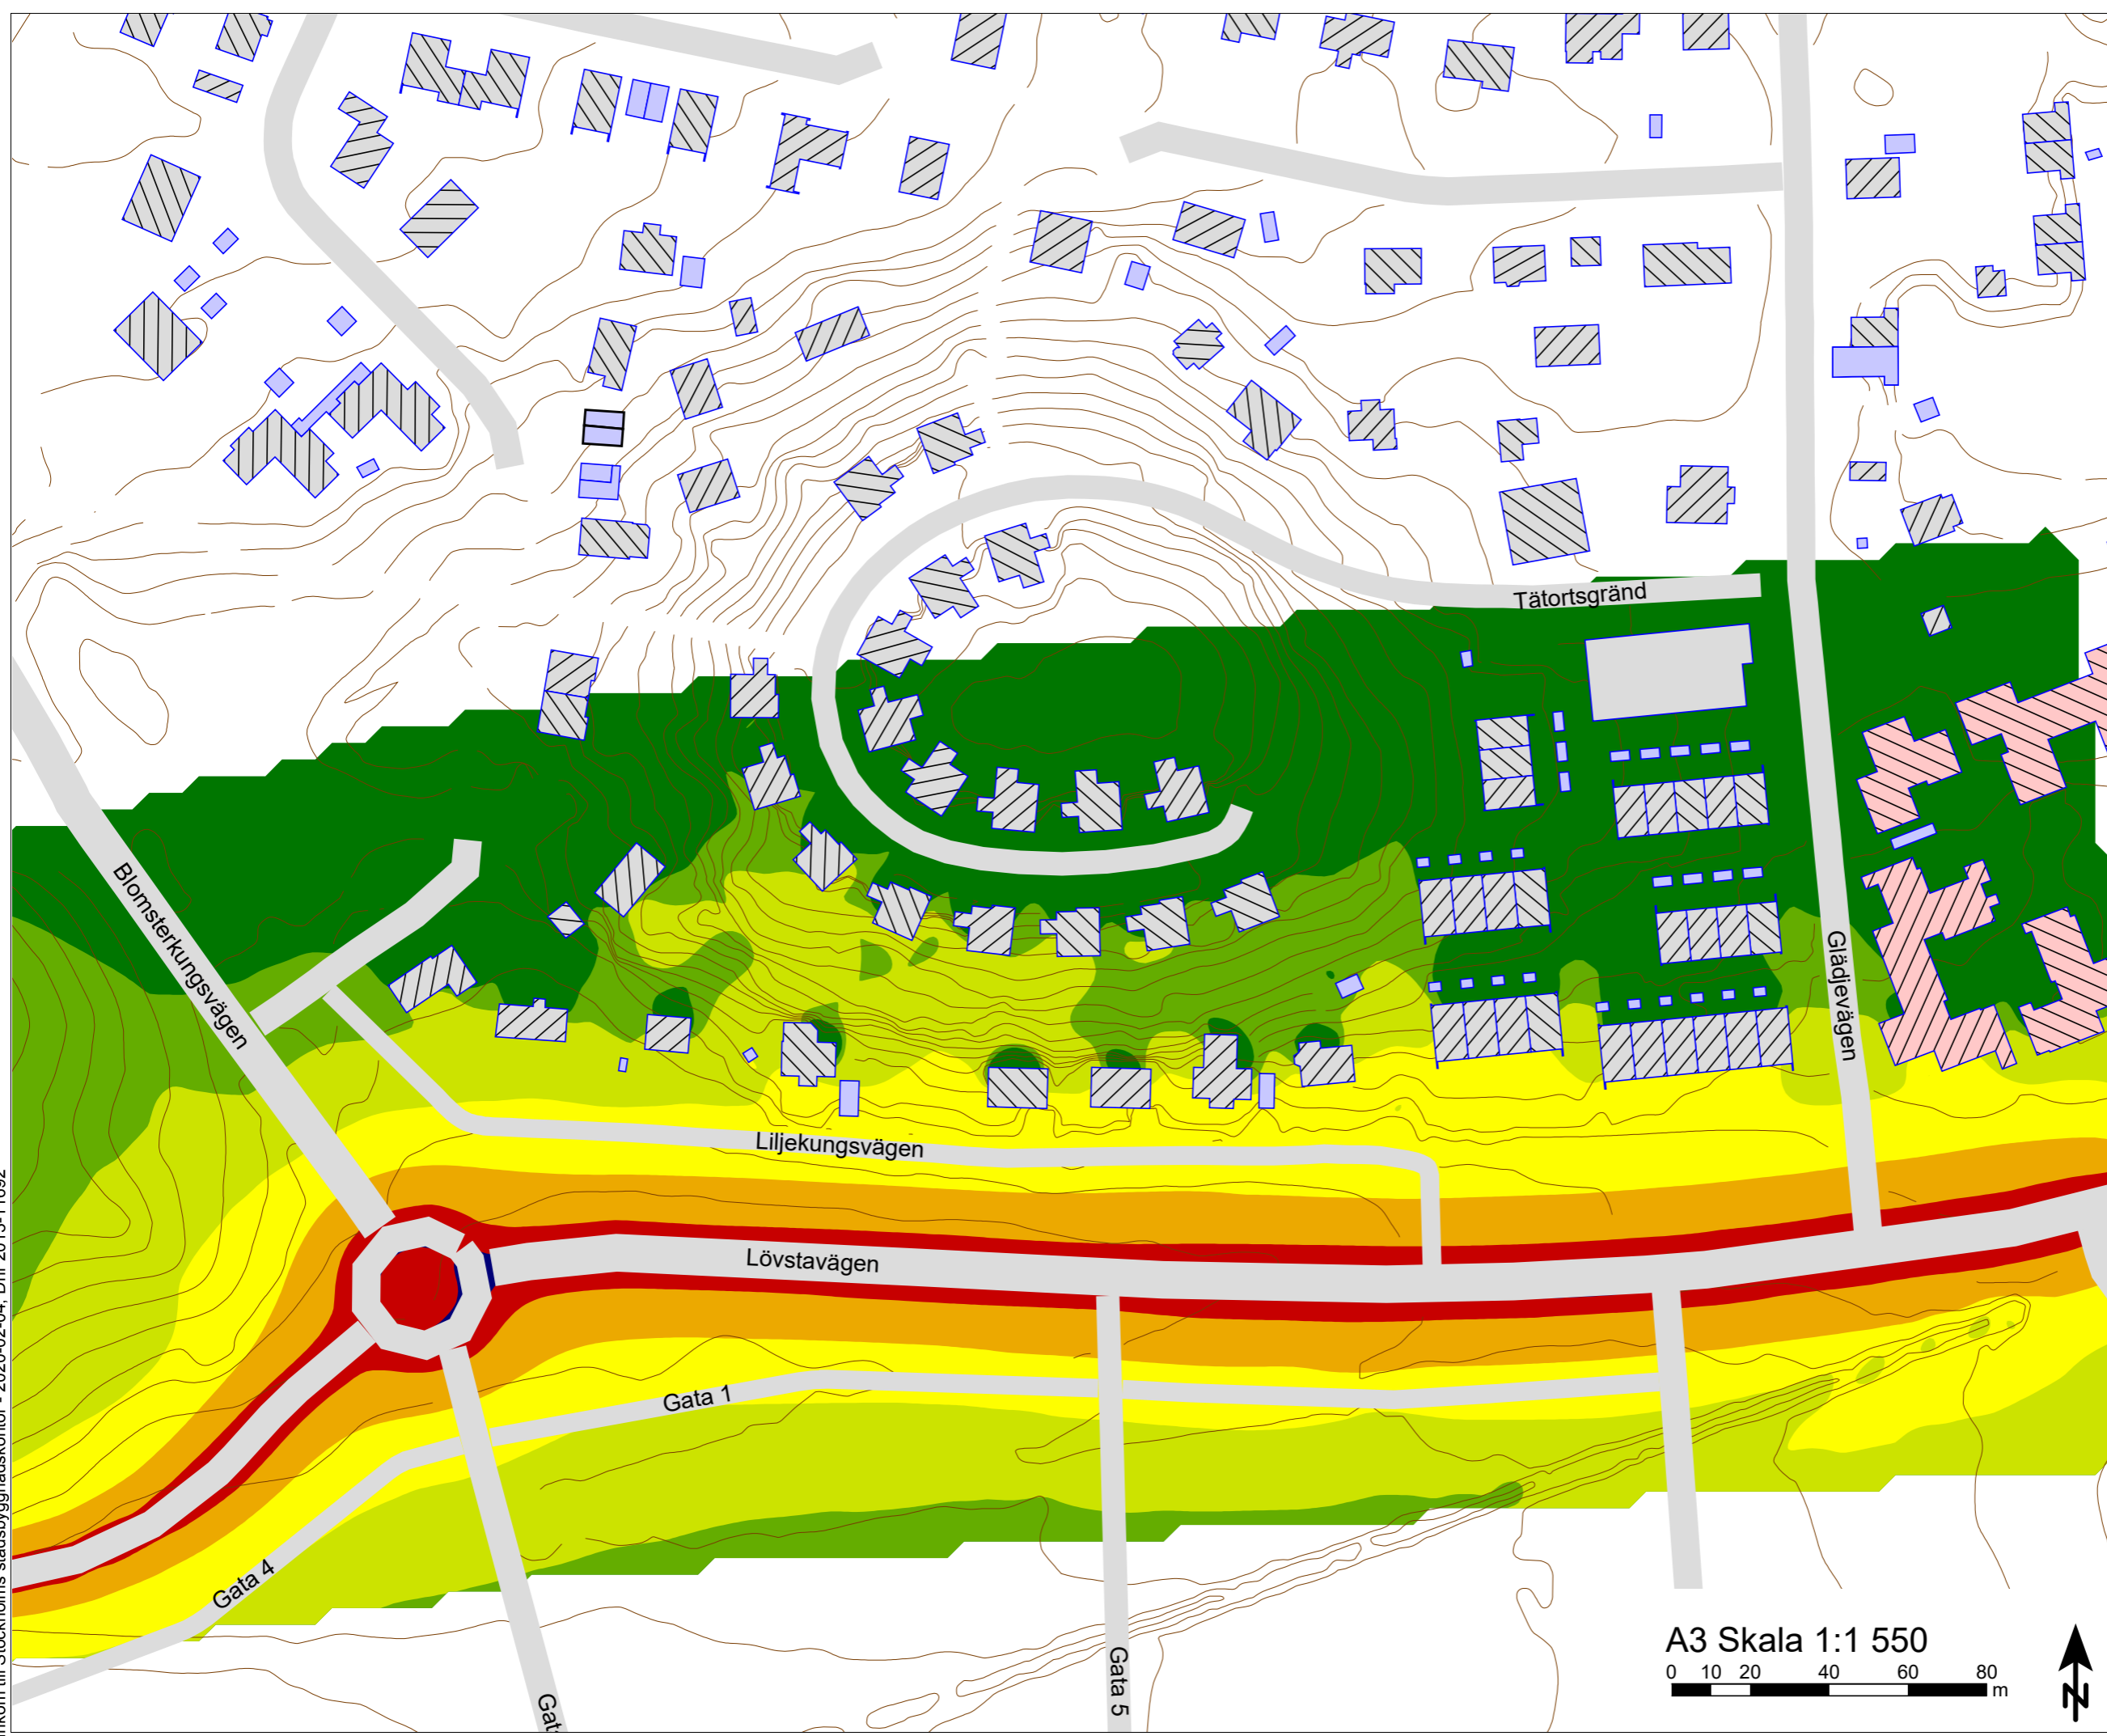 Tätortsgränd
Blomsterkungsvägen
Glädjevägen
Liljekungsvägen
Lövstavägen
Gata 1
Gata 4
Gata 5
A3 Skala 1:1 550
0 10 20 40 60 80
m
N